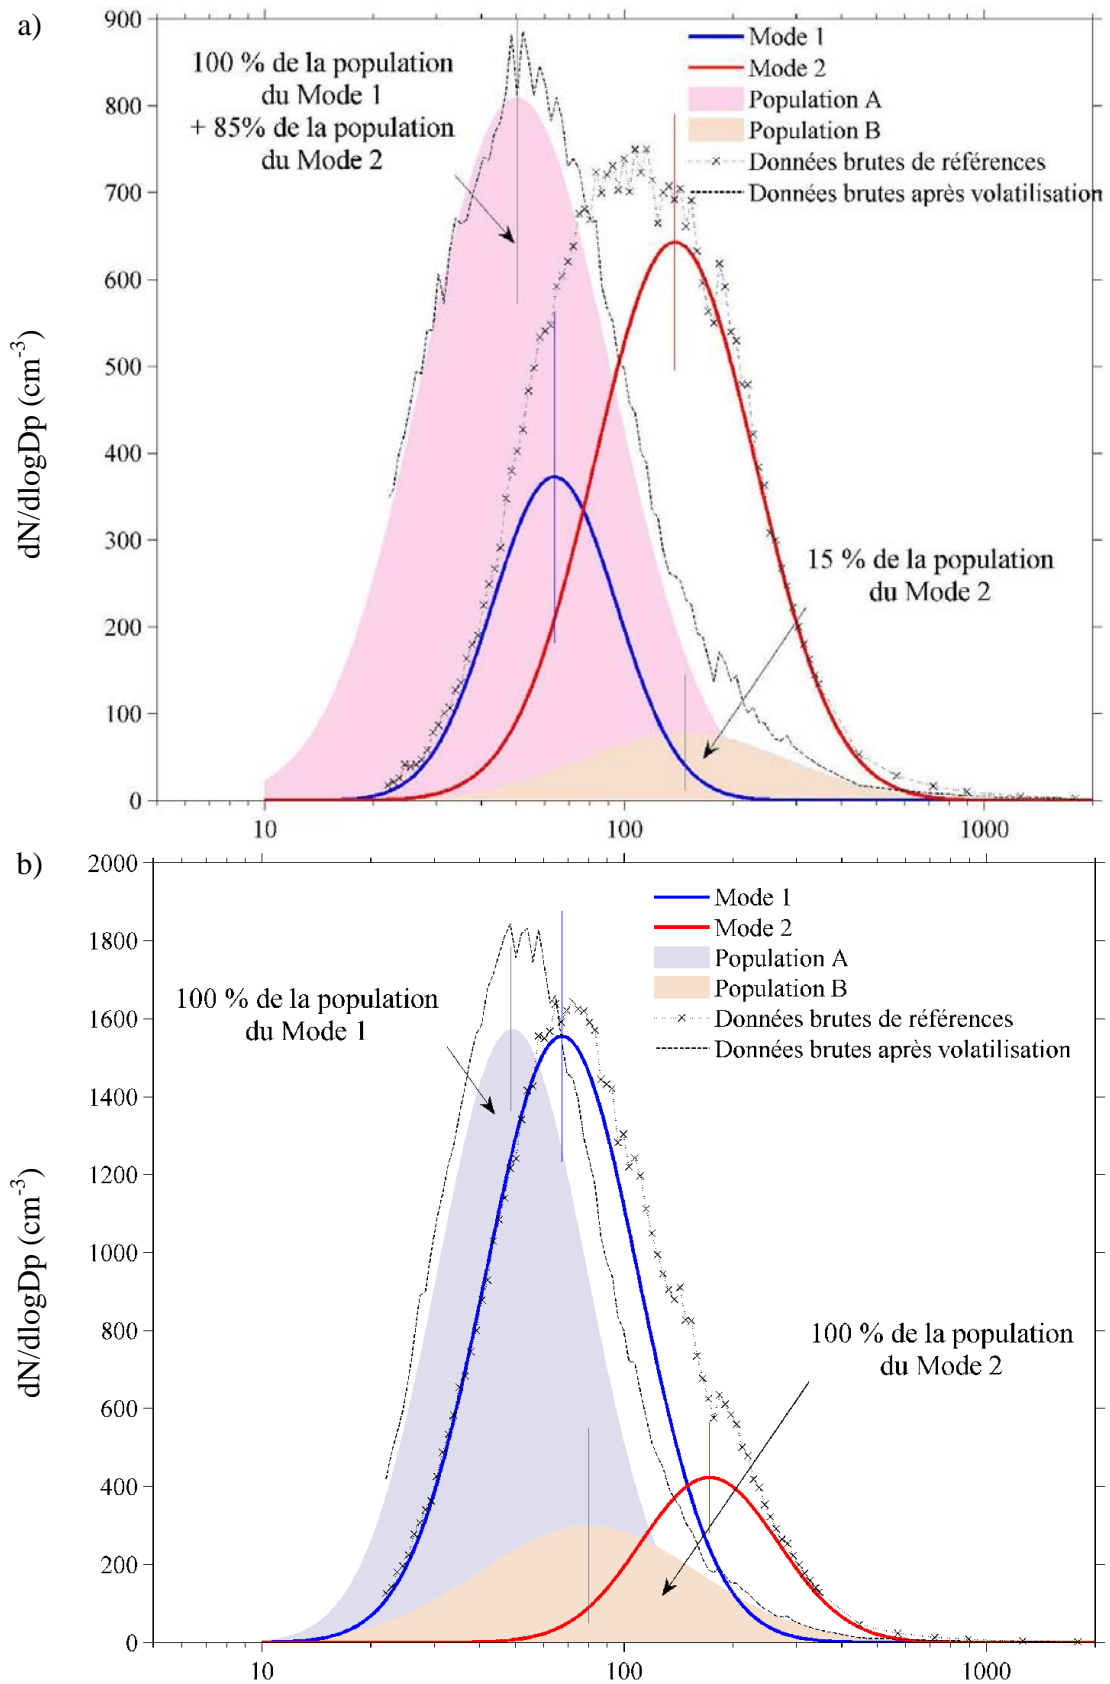 a)
900
800
700
600
500
400
300
200
100
0
dN/dlogDp (cm-3)
100 % de la population
du Mode 1
+ 85% de la population
du Mode 2
Mode 1
Mode 2
Population A
Population B
Données brutes de références
Données brutes après volatilisation
15 % de la population
du Mode 2
10
100
1000
b)
2000
1800
1600
1400
1200
1000
800
600
400
200
0
dN/dlogDp (cm-3)
100 % de la population
du Mode 1
Mode 1
Mode 2
Population A
Population B
Données brutes de références
Données brutes après volatilisation
100 % de la population
du Mode 2
10
100
1000